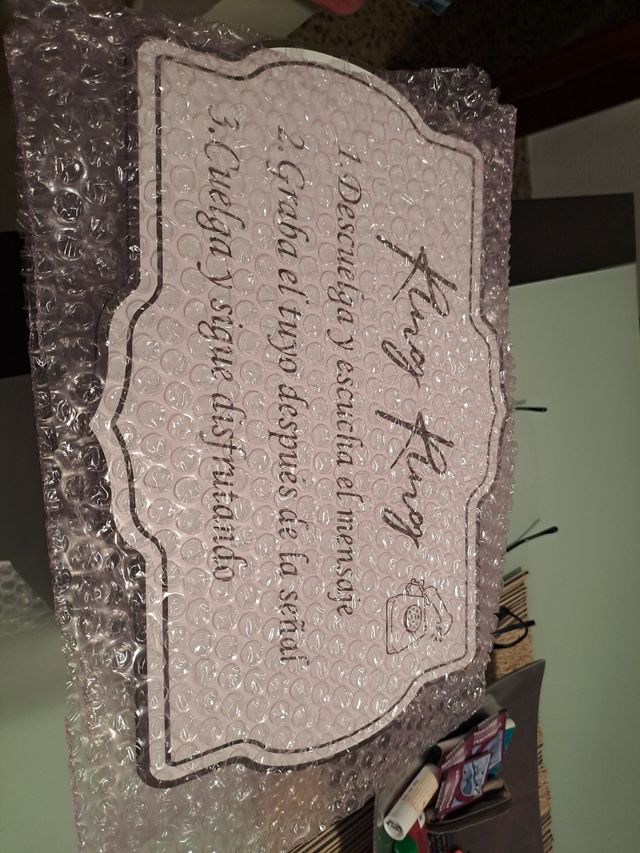 Ring Ring
1. Descuelga y escucha el mensaje
2. Graba el tuyo después de la señal
3. Cuelga y sigue disfrutando